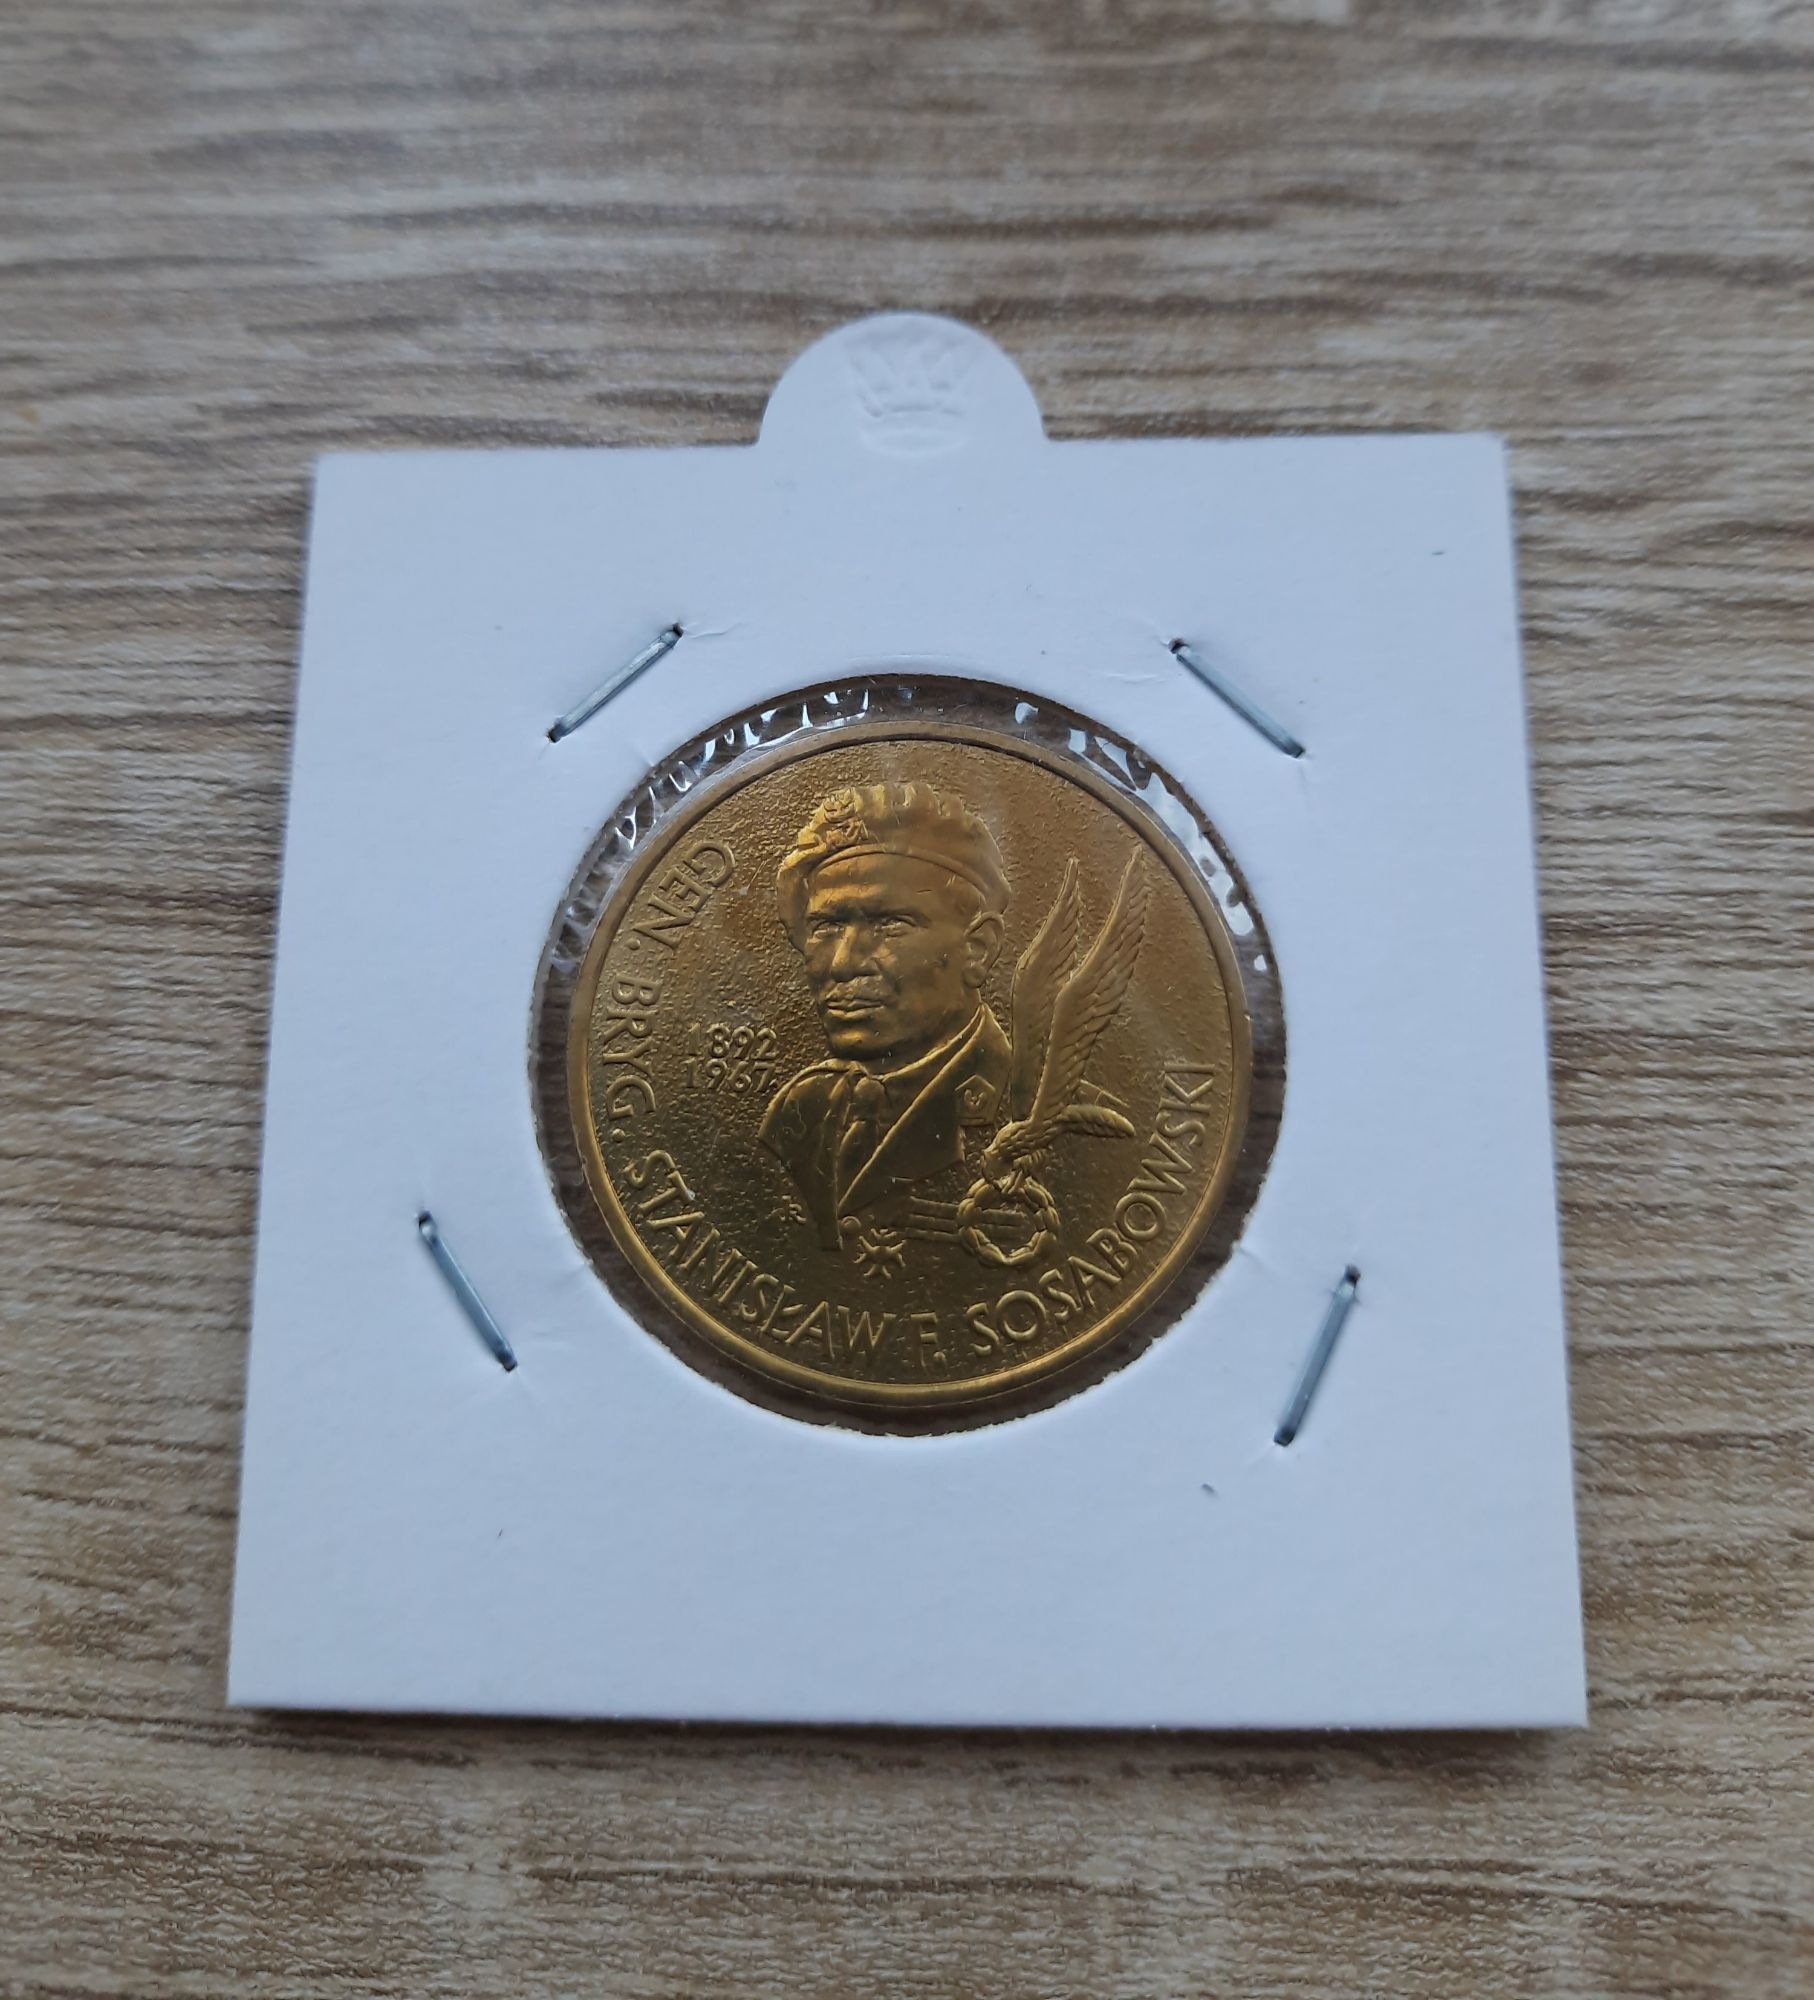 GEN. BRYG. STANISŁAW F. SOSABOWSKI
1892
1967